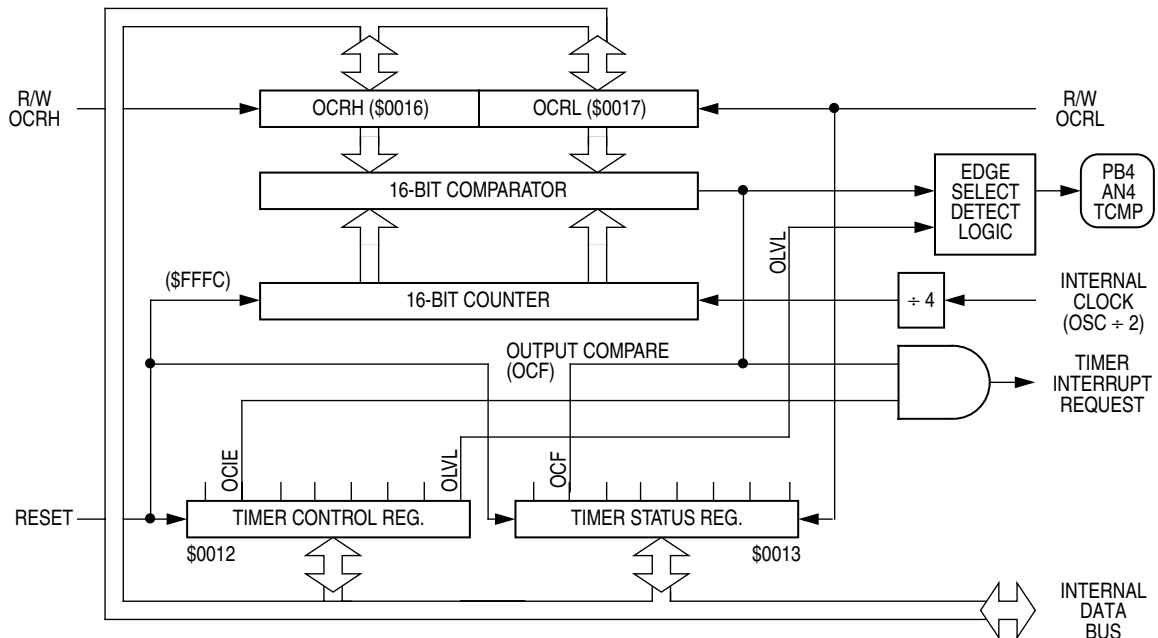 R/W
OCRH
OCRH ($0016)
OCRL ($0017)
R/W
OCRL
16-BIT COMPARATOR
EDGE
SELECT
DETECT
LOGIC
PB4
AN4
TCMP
OLVL
($FFFC)
16-BIT COUNTER
÷ 4
INTERNAL
CLOCK
(OSC ÷ 2)
OUTPUT COMPARE
(OCF)
TIMER
INTERRUPT
REQUEST
OCIE
OLVL
OCF
RESET
TIMER CONTROL REG.
TIMER STATUS REG.
$0012
$0013
INTERNAL
DATA
BUS